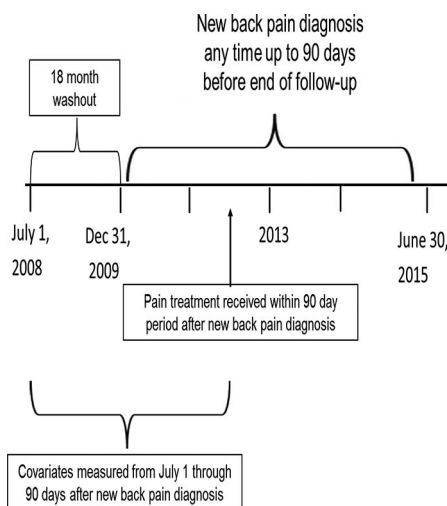 New back pain diagnosis
any time up to 90 days
before end of follow-up
18 month
washout
July 1,
2008
Dec 31,
2009
2013
June 30,
2015
Pain treatment received within 90 day
period after new back pain diagnosis
Covariates measured from July 1 through
90 days after new back pain diagnosis